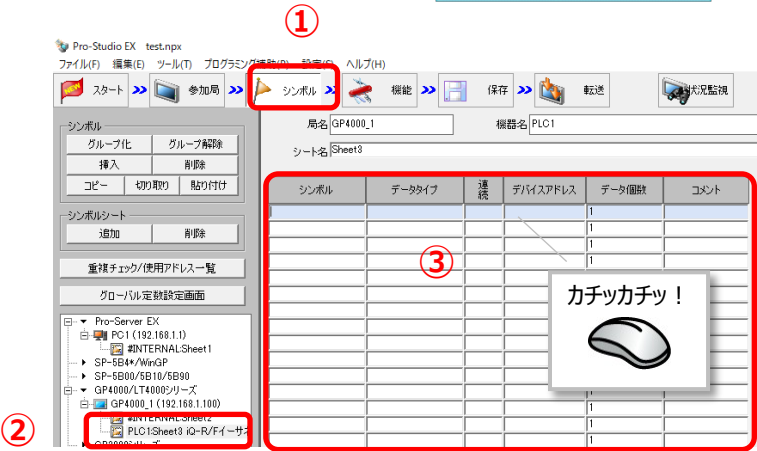 ①
Pro-Studio EX test.npx
ファイル(F) 編集(E) ツール(T) プログラミング補助(P) 設定(S) ヘルプ(H)
スタート 参加局 シンボル 機能 保存 転送 状況監視
シンボル
グループ化 グループ解除
挿入 削除
コピー 切り取り 貼り付け
シンボルシート
追加 削除
重複チェック/使用アドレス一覧
グローバル定数設定画面
局名 GP4000_1 機器名 PLC1
シート名 Sheet3
シンボル データタイプ 連続 デバイスアドレス データ個数 コメント
1
1
1
1
③
カチッカチッ！
1
1
1
Pro-Server EX
PC1 (192.168.1.1)
#INTERNAL:Sheet1
SP-5B4*/WinGP
SP-5B00/5B10/5B90
GP4000/LT4000シリーズ
GP4000_1 (192.168.1.100)
#INTERNAL:Sheet2
②
PLC1:Sheet3 iQ-R/Fイーサネ